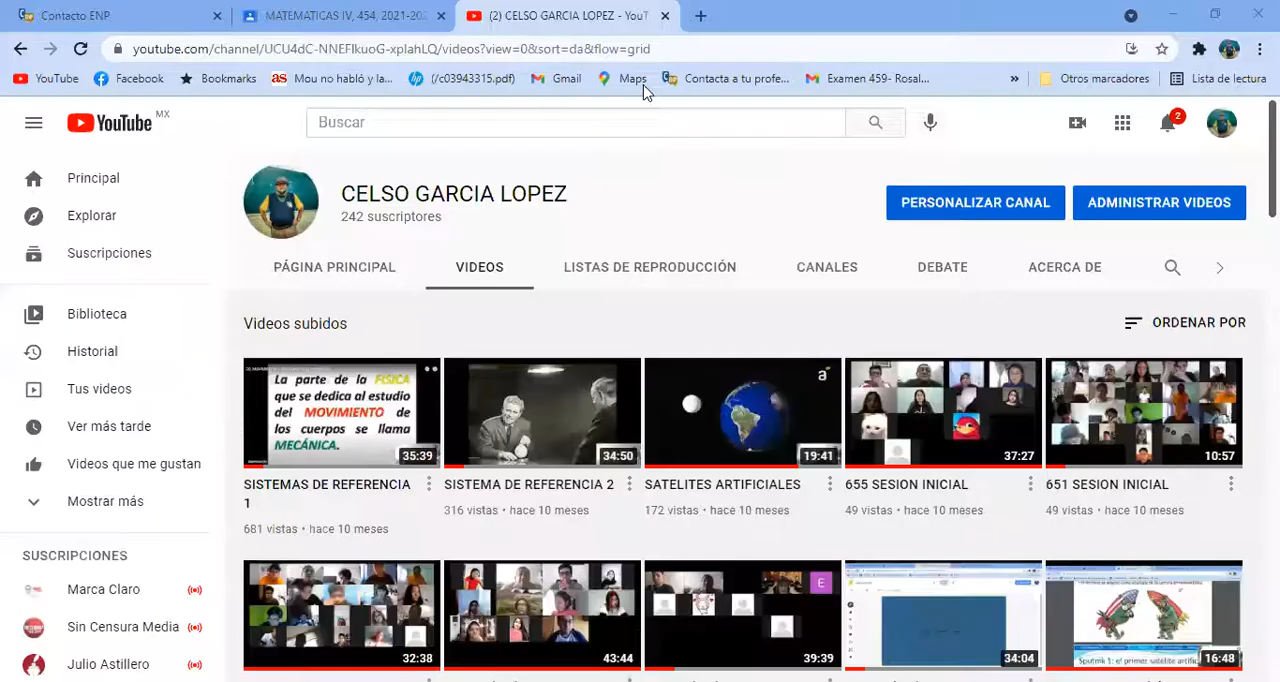 Contacto ENP
MATEMATICAS IV, 454, 2021-202
(2) CELSO GARCIA LOPEZ - YouT
youtube.com/channel/UCU4dC-NNEFIkuoG-xplahLQ/videos?view=0&sort=da&flow=grid
YouTube
Facebook
Bookmarks
as Mou no habló y la...
(/c03943315.pdf)
Gmail
Maps
Contacta a tu profe...
Examen 459- Rosal...
»
Otros marcadores
Lista de lectura
YouTube MX
Buscar
2
Principal
Explorar
Suscripciones
Biblioteca
Historial
Tus videos
Ver más tarde
Videos que me gustan
Mostrar más
SUSCRIPCIONES
Marca Claro
Sin Censura Media
Julio Astillero
CELSO GARCIA LOPEZ
242 suscriptores
PERSONALIZAR CANAL
ADMINISTRAR VIDEOS
PÁGINA PRINCIPAL
VIDEOS
LISTAS DE REPRODUCCIÓN
CANALES
DEBATE
ACERCA DE
Videos subidos
ORDENAR POR
La parte de la FISICA
que se dedica al estudio
del MOVIMIENTO de
los cuerpos se llama
MECÁNICA.
35:39
SISTEMAS DE REFERENCIA
1
681 vistas • hace 10 meses
34:50
SISTEMA DE REFERENCIA 2
316 vistas • hace 10 meses
a
19:41
SATELITES ARTIFICIALES
172 vistas • hace 10 meses
37:27
655 SESION INICIAL
49 vistas • hace 10 meses
10:57
651 SESION INICIAL
49 vistas • hace 10 meses
32:38
43:44
E
39:39
34:04
Sputnik 1: el primer satélite artific
16:48